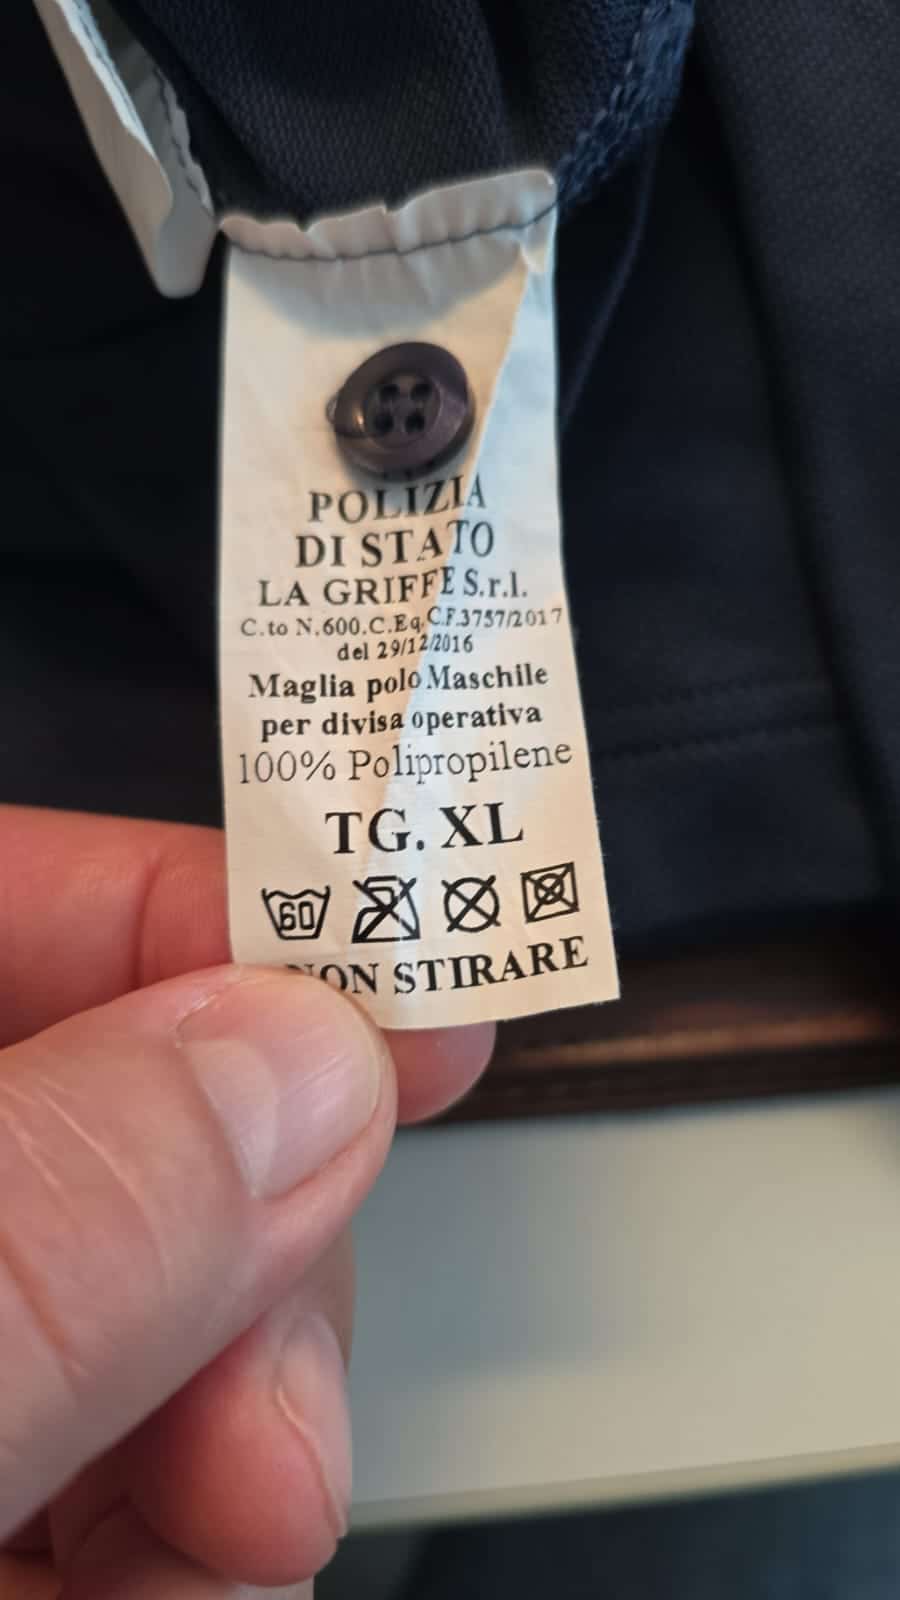 POLIZIA
DI STATO
LA GRIFFE S.r.l.
C.to N.600.C.Eq.C.F.3757/2017
del 29/12/2016
Maglia polo Maschile
per divisa operativa
100% Polipropilene
TG. XL
60
NON STIRARE